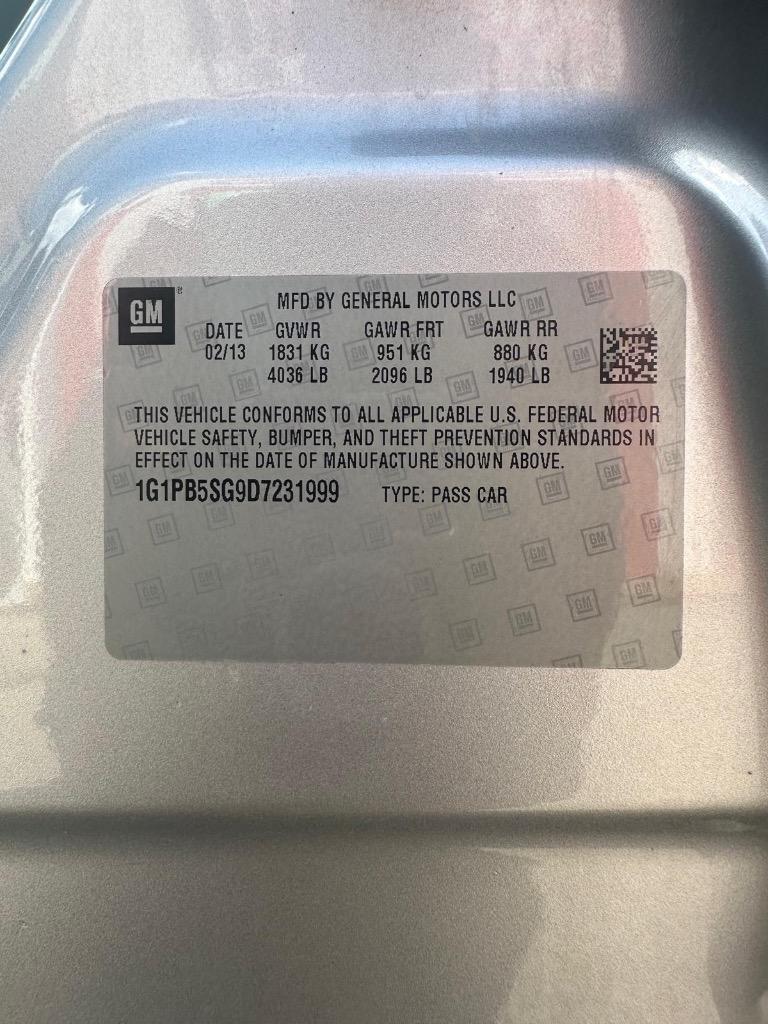 GM
MFD BY GENERAL MOTORS LLC
DATE GVWR GAWR FRT GAWR RR
02/13 1831 KG 951 KG 880 KG
4036 LB 2096 LB 1940 LB
THIS VEHICLE CONFORMS TO ALL APPLICABLE U.S. FEDERAL MOTOR
VEHICLE SAFETY, BUMPER, AND THEFT PREVENTION STANDARDS IN
EFFECT ON THE DATE OF MANUFACTURE SHOWN ABOVE.
1G1PB5SG9D7231999 TYPE: PASS CAR